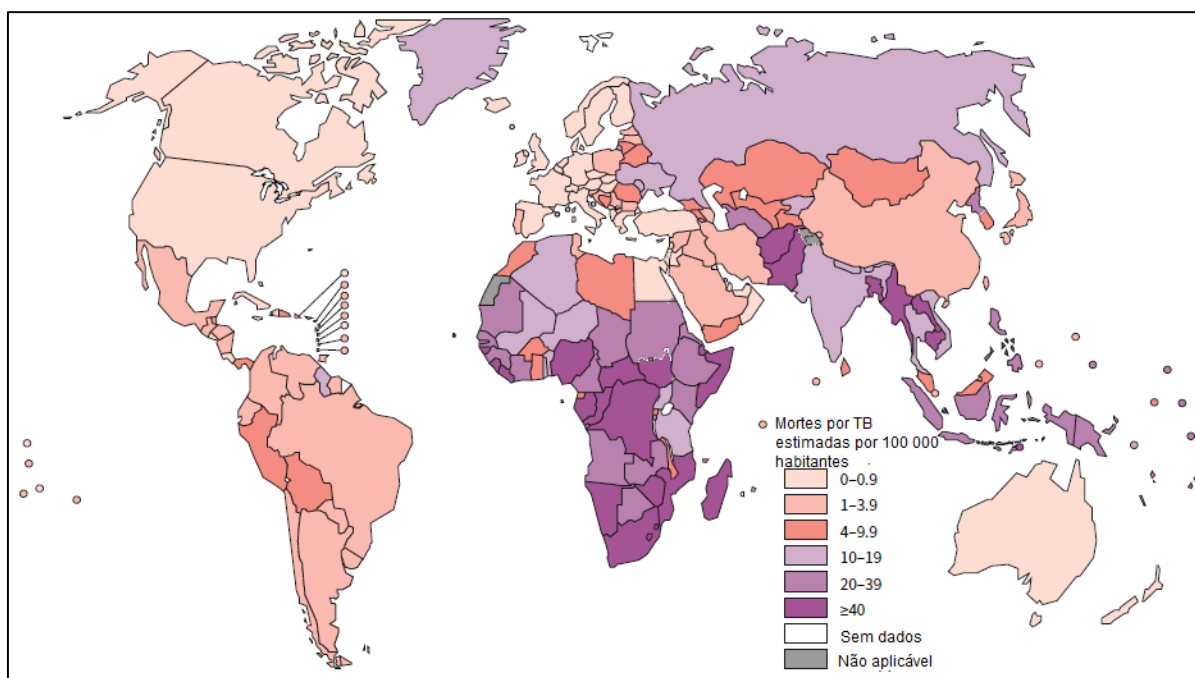 Mortes por TB
estimadas por 100 000
habitantes
0–0.9
1–3.9
4–9.9
10–19
20–39
≥40
Sem dados
Não aplicável